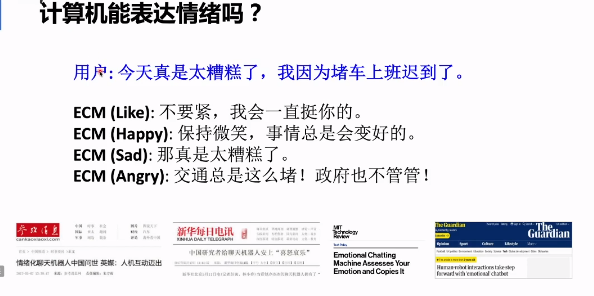 计算机能表达情绪吗？
用户: 今天真是太糟糕了，我因为堵车上班迟到了。
ECM (Like): 不要紧，我会一直挺你的。
ECM (Happy): 保持微笑，事情总是会变好的。
ECM (Sad): 那真是太糟糕了。
ECM (Angry): 交通总是这么堵！政府也不管管！
参考消息
情绪化聊天机器人中国问世 英媒：人机互动迈出
新华每日电讯
XINHUA DAILY TELEGRAPH
中国研究者给聊天机器人安上“喜怒哀乐”
MIT
Technology
Review
Emotional Chatting
Machine Assesses Your
Emotion and Copies It
The Guardian
The
Guardian
Human-robot interactions take step
forward with 'emotional' chatbot